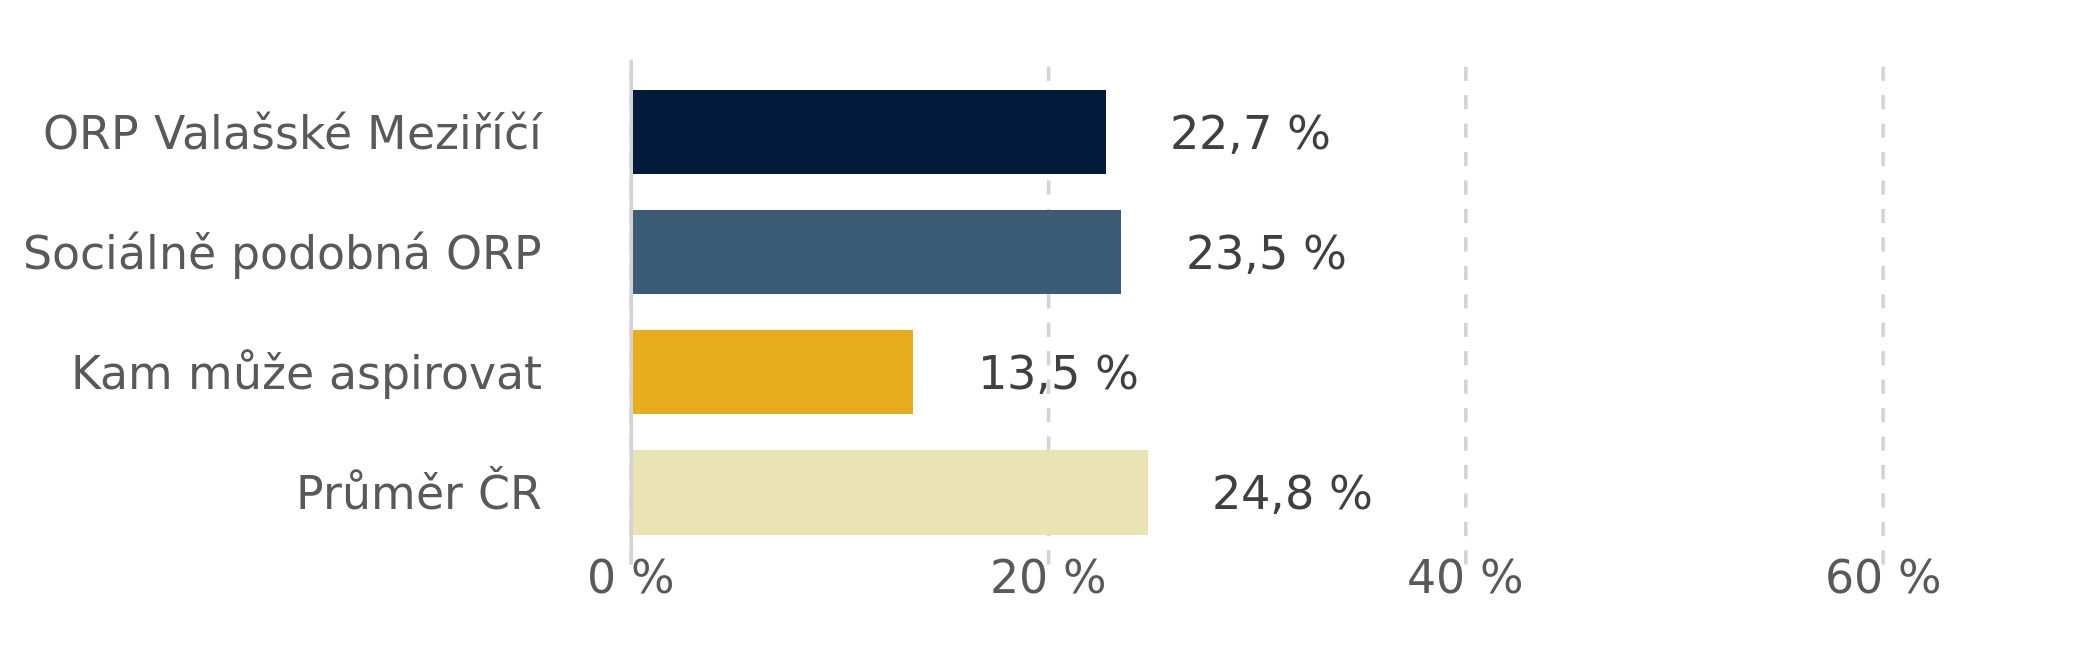 ORP Valašské Meziříčí 22,7 %
Sociálně podobná ORP 23,5 %
Kam může aspirovat 13,5 %
Průměr ČR 24,8 %
0 % 20 % 40 % 60 %